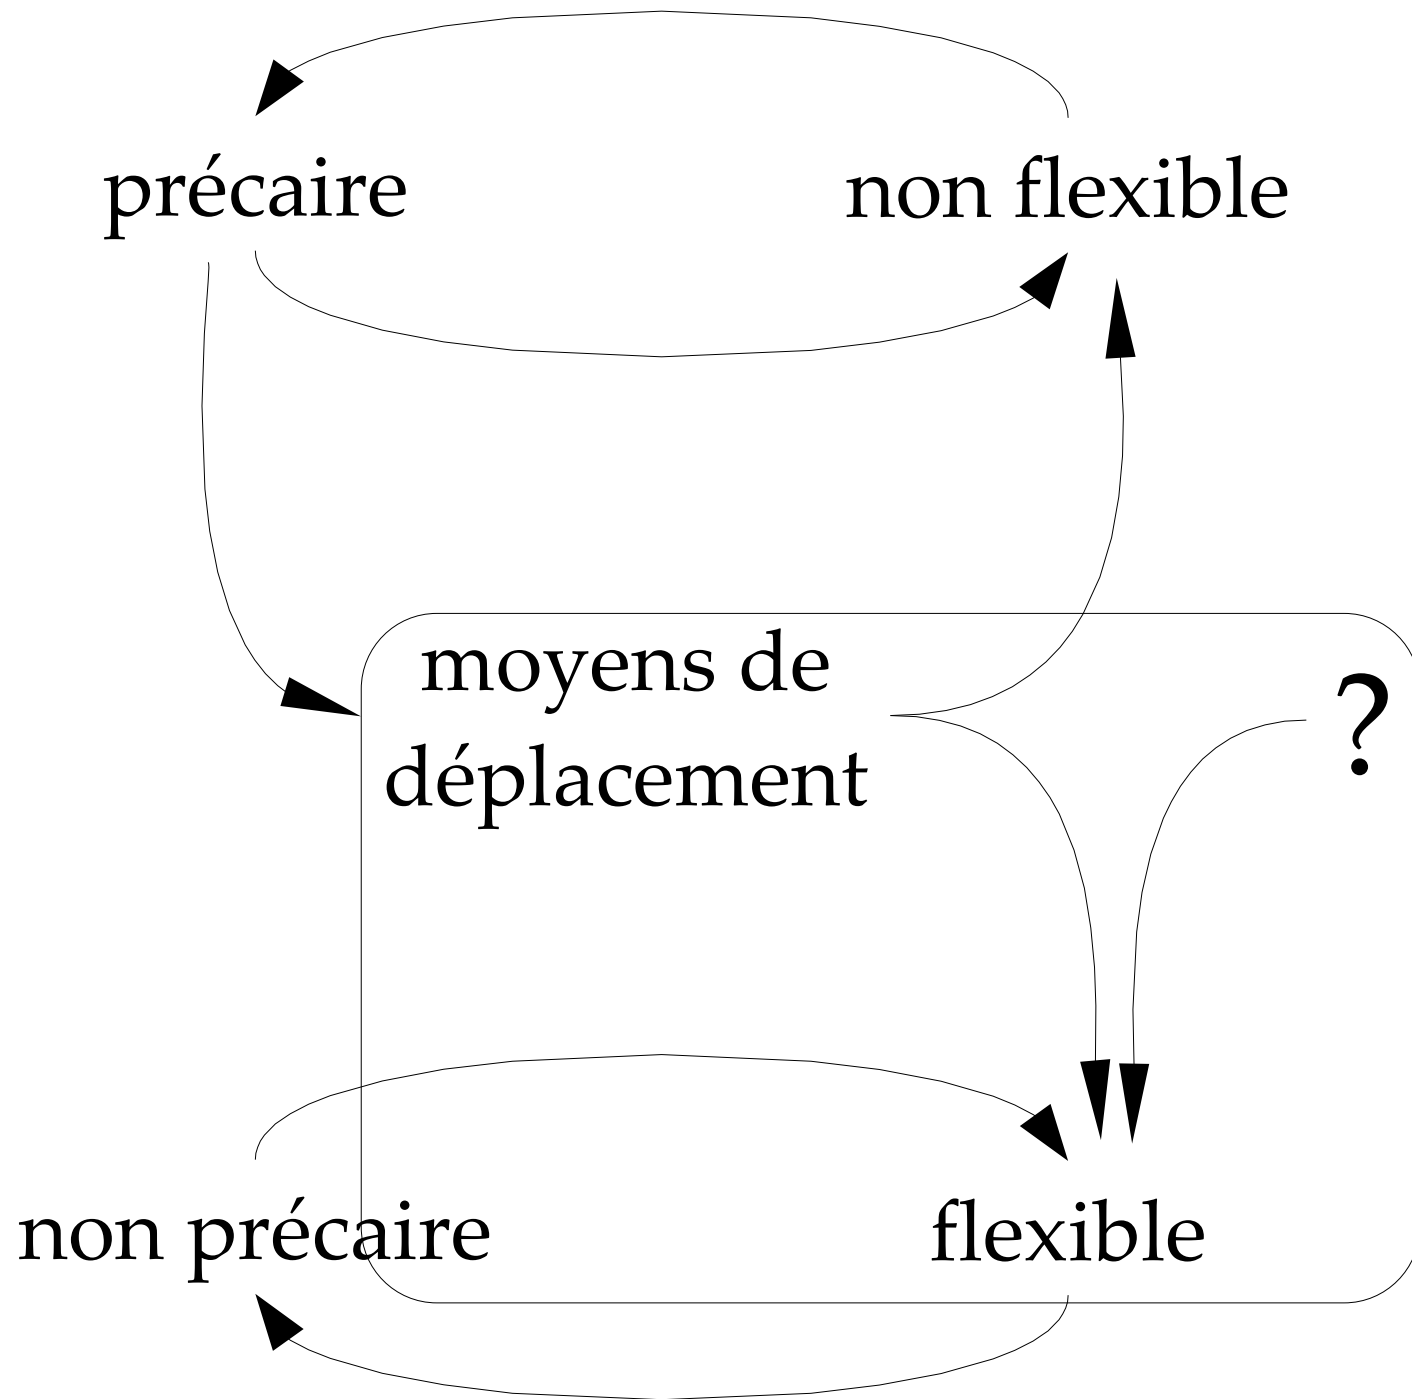 précaire
non flexible
moyens de
déplacement
?
non précaire
flexible